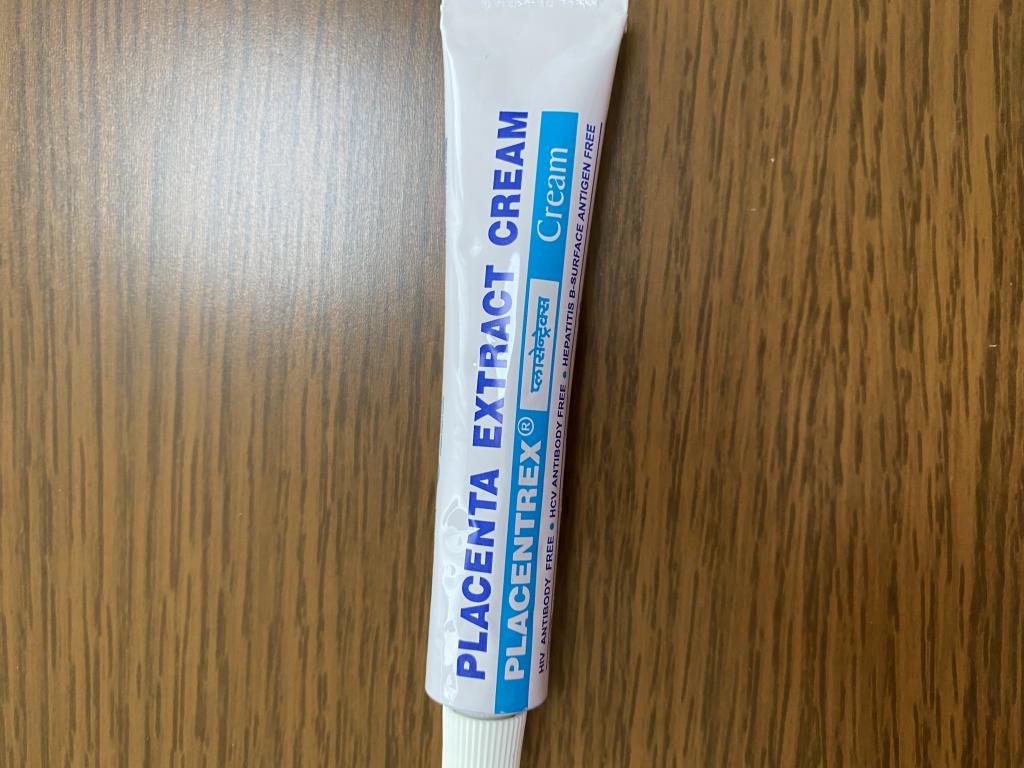 PLACENTA EXTRACT CREAM
PLACENTREX® प्लासेन्ट्रेक्स Cream
HIV ANTIBODY FREE • HCV ANTIBODY FREE • HEPATITIS B-SURFACE ANTIGEN FREE